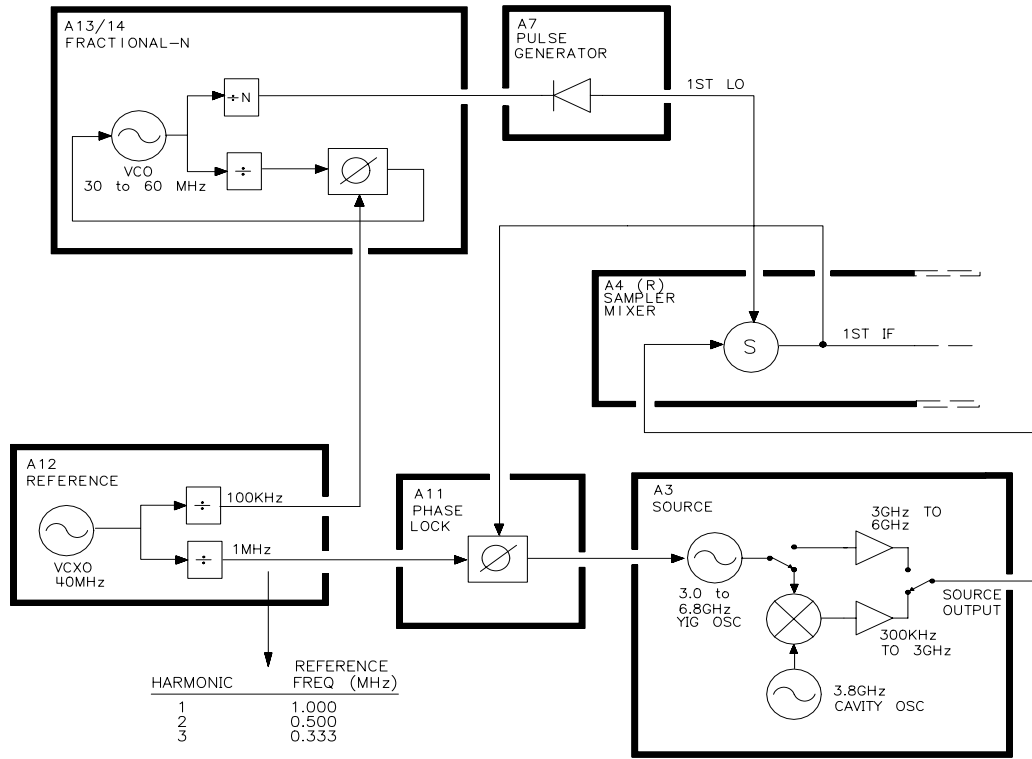 A13/14
FRACTIONAL-N
÷N
VCO
30 to 60 MHz
÷
Ø
A7
PULSE
GENERATOR
1ST LO
A4 (R)
SAMPLER
MIXER
S
1ST IF
A12
REFERENCE
÷
100KHz
÷
1MHz
VCXO
40MHz
A11
PHASE
LOCK
Ø
A3
SOURCE
3GHz TO
6GHz
3.0 to
6.8GHz
YIG OSC
SOURCE
OUTPUT
300KHz
TO 3GHz
3.8GHz
CAVITY OSC
REFERENCE
HARMONIC FREQ (MHz)
1 1.000
2 0.500
3 0.333